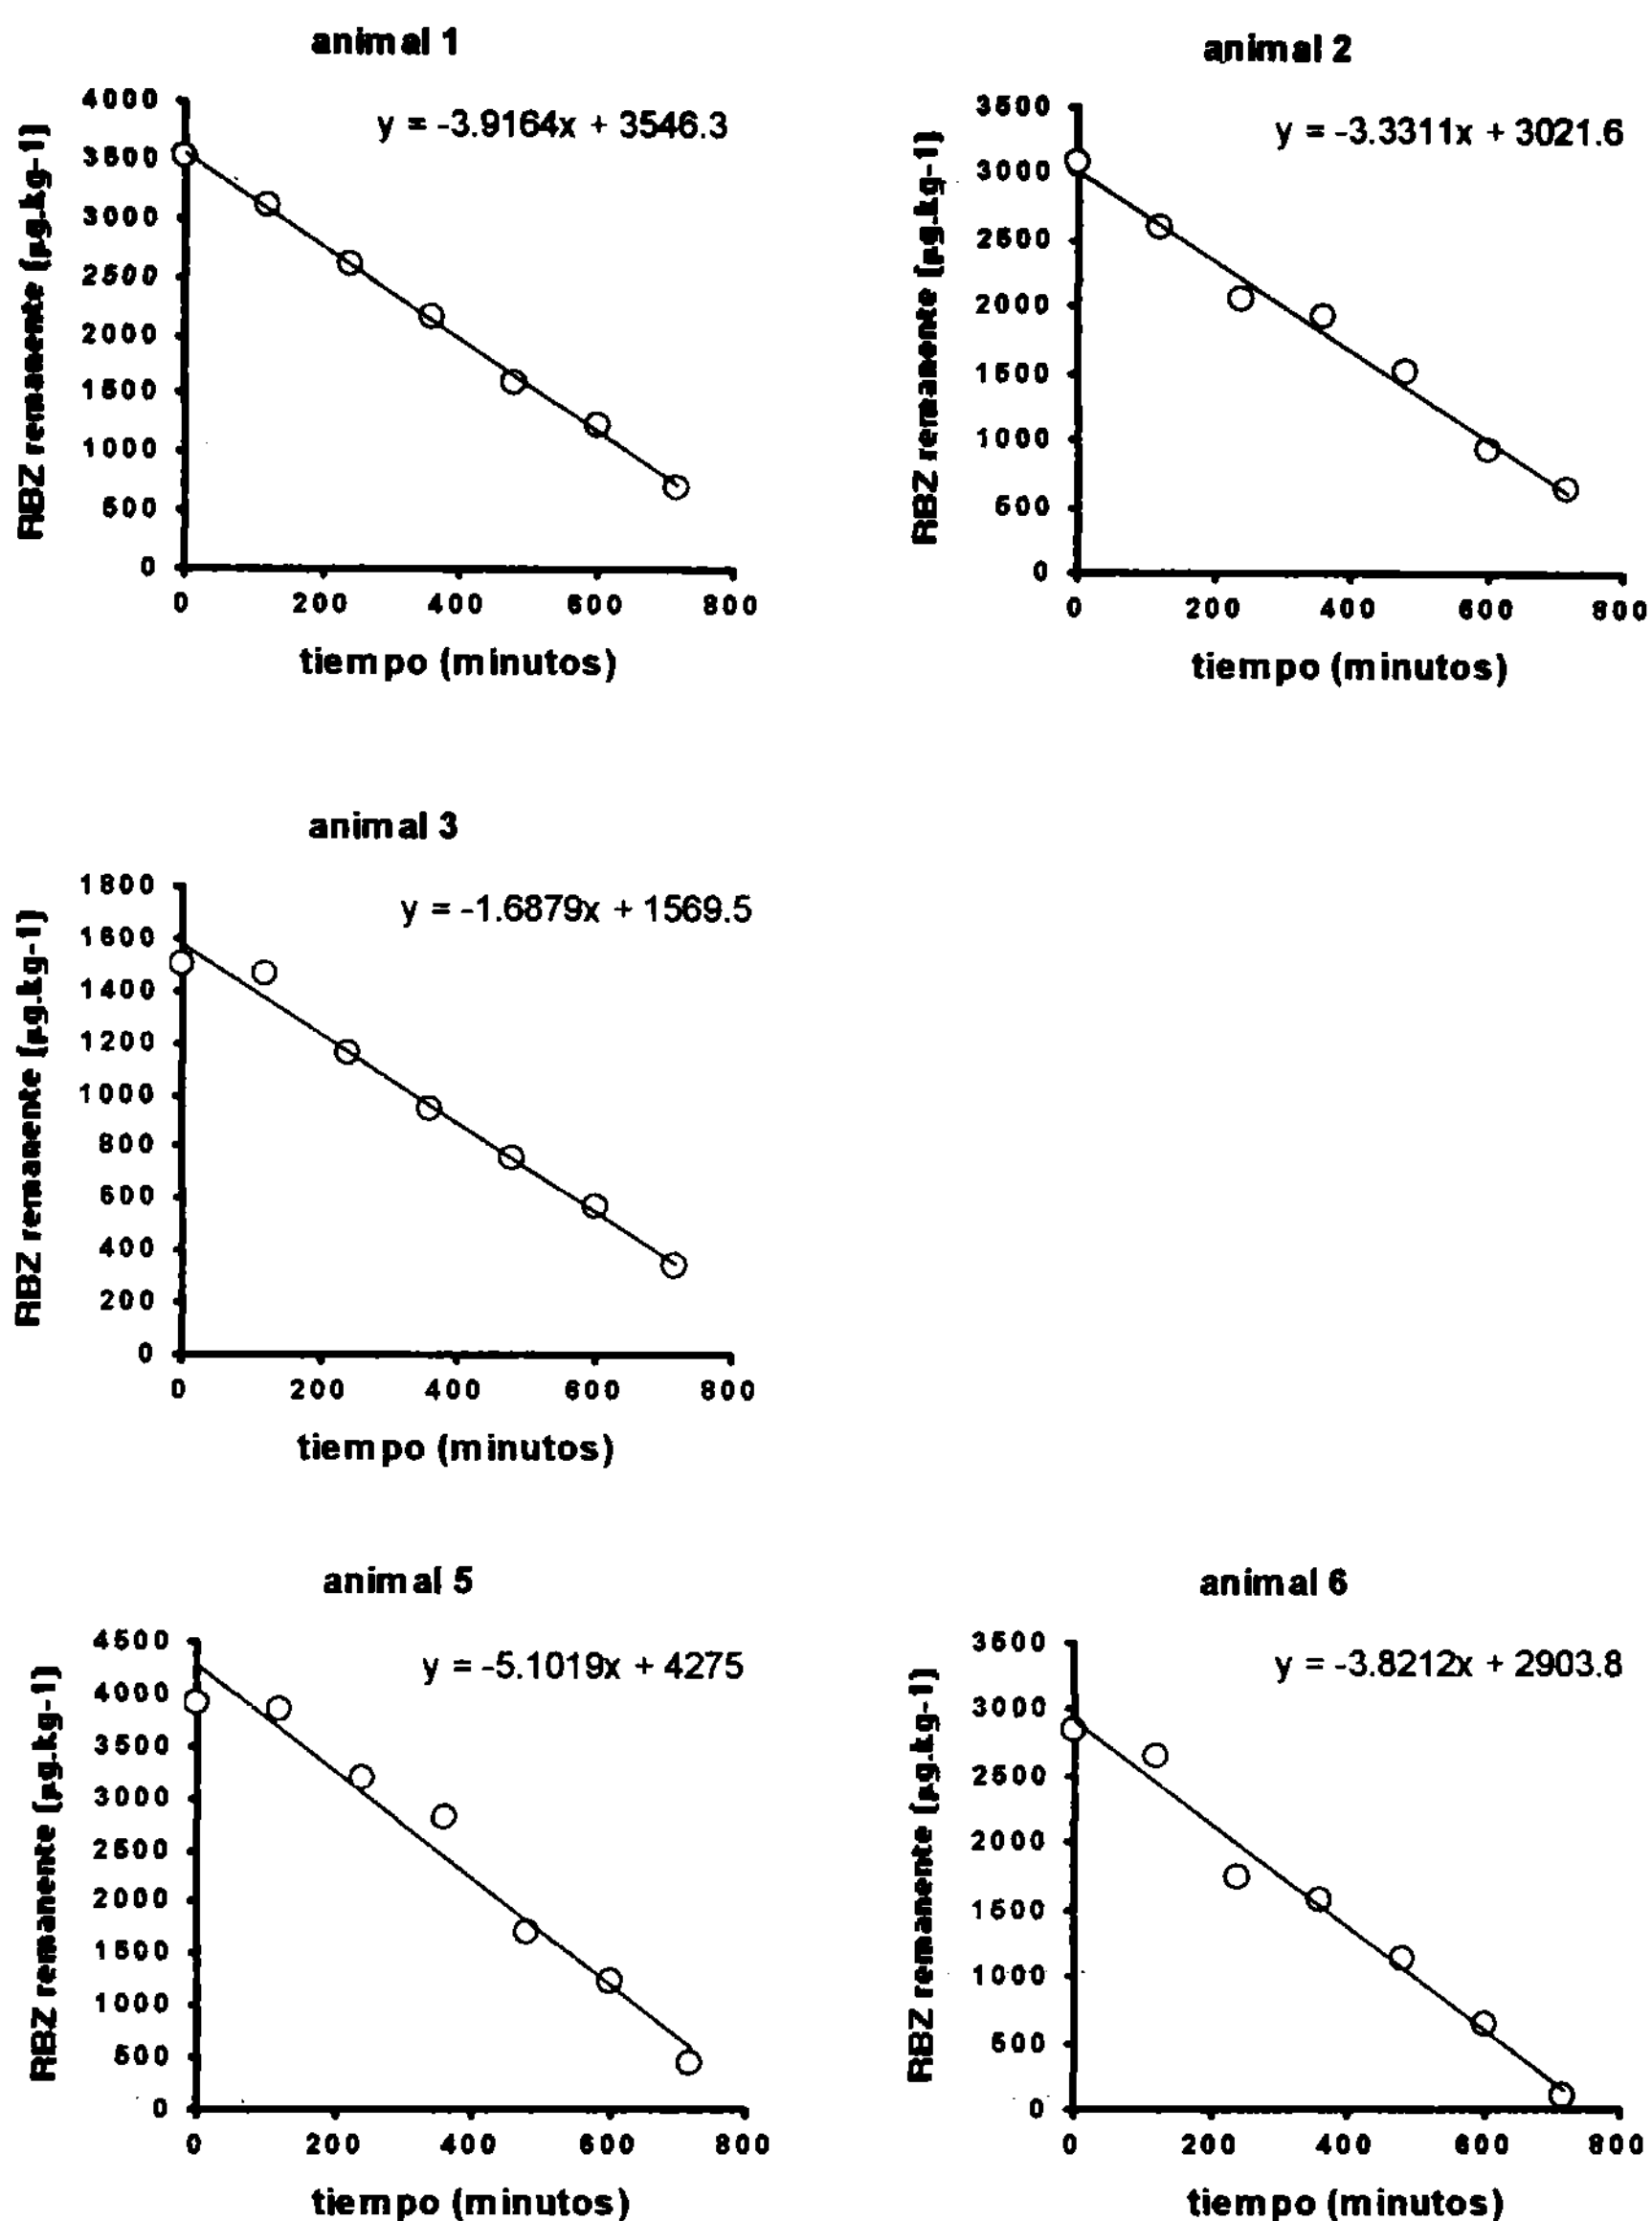 animal 1
y = -3.9164x + 3546.3
RBZ remanente (µg.kg-1)
4000
3500
3000
2500
2000
1500
1000
500
0
0 200 400 600 800
tiempo (minutos)
animal 2
y = -3.3311x + 3021.6
RBZ remanente (µg.kg-1)
3500
3000
2500
2000
1500
1000
500
0
0 200 400 600 800
tiempo (minutos)
animal 3
y = -1.6879x + 1569.5
RBZ remanente (µg.kg-1)
1800
1600
1400
1200
1000
800
600
400
200
0
0 200 400 600 800
tiempo (minutos)
animal 5
y = -5.1019x + 4275
RBZ remanente (µg.kg-1)
4500
4000
3500
3000
2500
2000
1500
1000
500
0
0 200 400 600 800
tiempo (minutos)
animal 6
y = -3.8212x + 2903.8
RBZ remanente (µg.kg-1)
3500
3000
2500
2000
1500
1000
500
0
0 200 400 600 800
tiempo (minutos)